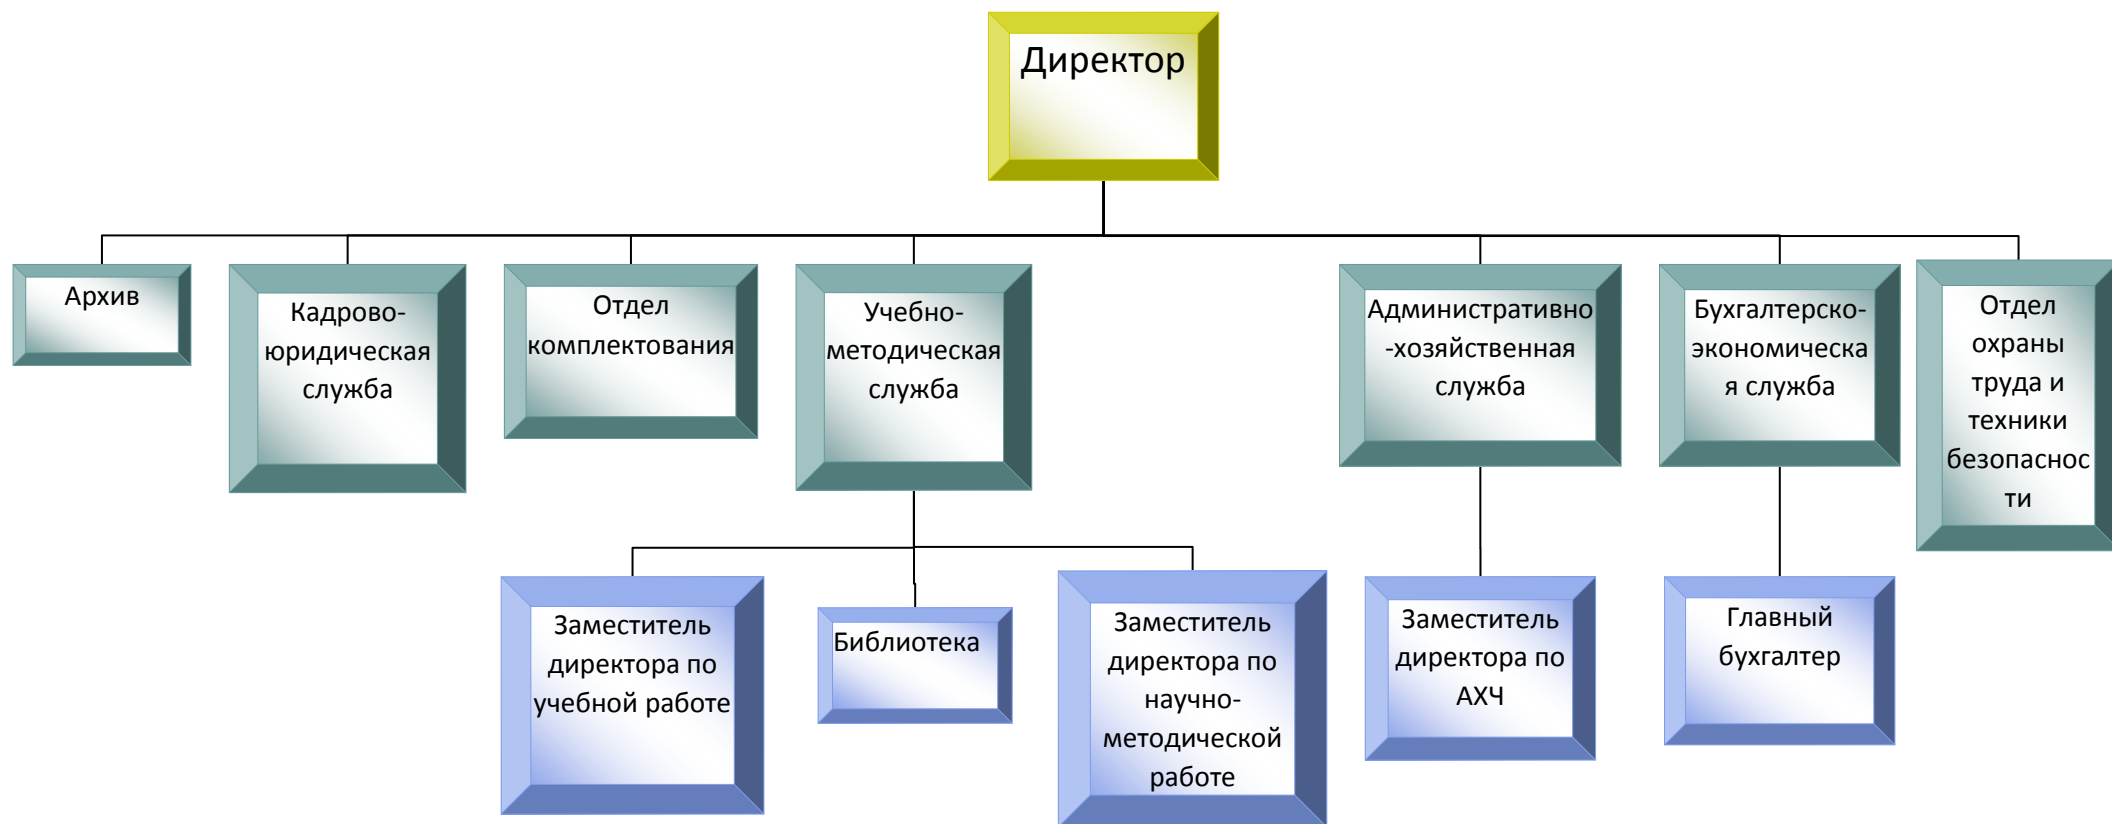 Директор
Архив
Кадрово-
юридическая
служба
Отдел
комплектования
Учебно-
методическая
служба
Административно
-хозяйственная
служба
Бухгалтерско-
экономическа
я служба
Отдел
охраны
труда и
техники
безопаснос
ти
Заместитель
директора по
учебной работе
Библиотека
Заместитель
директора по
научно-
методической
работе
Заместитель
директора по
АХЧ
Главный
бухгалтер